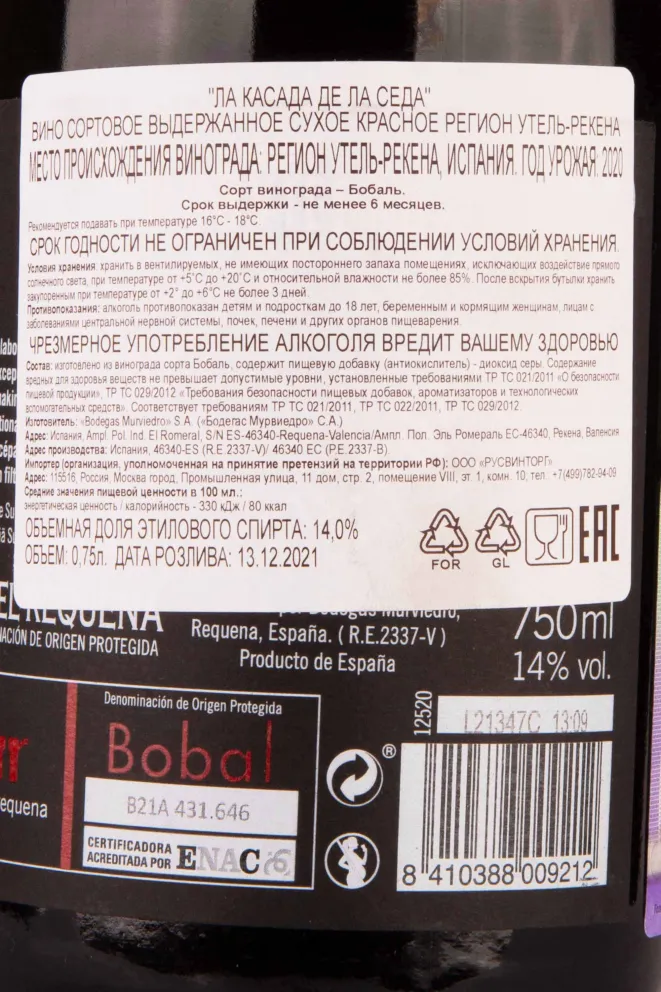 "ЛА КАСАДА ДЕ ЛА СЕДА"
ВИНО СОРТОВОЕ ВЫДЕРЖАННОЕ СУХОЕ КРАСНОЕ РЕГИОН УТЕЛЬ-РЕКЕНА
МЕСТО ПРОИСХОЖДЕНИЯ ВИНОГРАДА: РЕГИОН УТЕЛЬ-РЕКЕНА, ИСПАНИЯ. ГОД УРОЖАЯ: 2020
Сорт винограда – Бобаль.
Срок выдержки - не менее 6 месяцев.
Рекомендуется подавать при температуре 16°C - 18°C
СРОК ГОДНОСТИ НЕ ОГРАНИЧЕН ПРИ СОБЛЮДЕНИИ УСЛОВИЙ ХРАНЕНИЯ.
Условия хранения: хранить в вентилируемых, не имеющих постороннего запаха помещениях, исключающих воздействие прямого
солнечного света, при температуре от +5°C до +20°C и относительной влажности не более 85%. После вскрытия бутылки хранить
закупоренным при температуре от +2° до +6°C не более 3 дней.
Противопоказания: алкоголь противопоказан детям и подросткам до 18 лет, беременным и кормящим женщинам, лицам с
заболеваниями центральной нервной системы, почек, печени и других органов пищеварения.
ЧРЕЗМЕРНОЕ УПОТРЕБЛЕНИЕ АЛКОГОЛЯ ВРЕДИТ ВАШЕМУ ЗДОРОВЬЮ
Состав: изготовлено из винограда сорта Бобаль, содержит пищевую добавку (антиокислитель) - диоксид серы. Содержание
вредных для здоровья веществ не превышает допустимые уровни, установленные требованиями ТР ТС 021/2011 «О безопасности
пищевой продукции», ТР ТС 029/2012 «Требования безопасности пищевых добавок, ароматизаторов и технологических
вспомогательных средств». Соответствует требованиям ТР ТС 021/2011, ТР ТС 022/2011, ТР ТС 029/2012.
Изготовитель: «Bodegas Murviedro» S.A. («Бодегас Мурвиедро» С.А.)
Адрес: Испания, Ampl. Pol. Ind. El Romeral, S/N ES-46340-Requena-Valencia/Ампл. Пол. Эль Ромераль ЕС-46340, Рекена, Валенсия
Адрес производства: Испания, 46340-ES (R.E.2337-V)/ 46340 ЕС (Р.Е.2337-В).
Импортер (организация, уполномоченная на принятие претензий на территории РФ): ООО «РУСВИНТОРГ».
Адрес: 115516, Россия, Москва город, Промышленная улица, 11 дом, стр. 2, помещение VIII, эт. 1, комн. 10, тел.: +7(499)782-94-09
Средние значения пищевой ценности в 100 мл.:
энергетическая ценность / калорийность - 330 кДж / 80 ккал
ОБЪЕМНАЯ ДОЛЯ ЭТИЛОВОГО СПИРТА: 14,0%
ОБЪЕМ: 0,75л. ДАТА РОЗЛИВА: 13.12.2021
FOR
GL
EAC
EL REQUENA
NACIÓN DE ORIGEN PROTEGIDA
por Bodegas Murviedro,
Requena, España. ( R.E.2337-V )
Producto de España
750 ml
14% vol.
equena
Denominación de Origen Protegida
Bobal
B21A 431.646
CERTIFICADORA
ACREDITADA POR ENAC
®
12520
L21347C 13:09
8 410388 009212